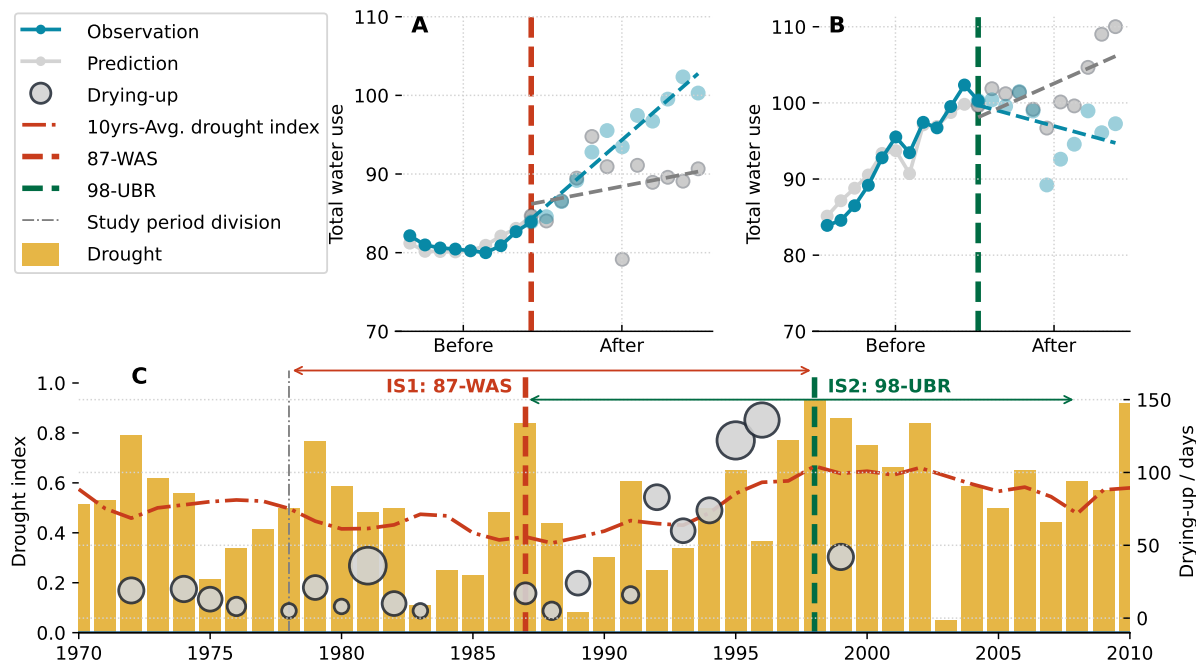 Observation
Prediction
Drying-up
10yrs-Avg. drought index
87-WAS
98-UBR
Study period division
Drought
A
Total water use
110
100
90
80
70
Before
After
B
Total water use
110
100
90
80
70
Before
After
C
IS1: 87-WAS
IS2: 98-UBR
Drought index
1.0
0.8
0.6
0.4
0.2
0.0
150
100
50
0
Drying-up / days
1970
1975
1980
1985
1990
1995
2000
2005
2010